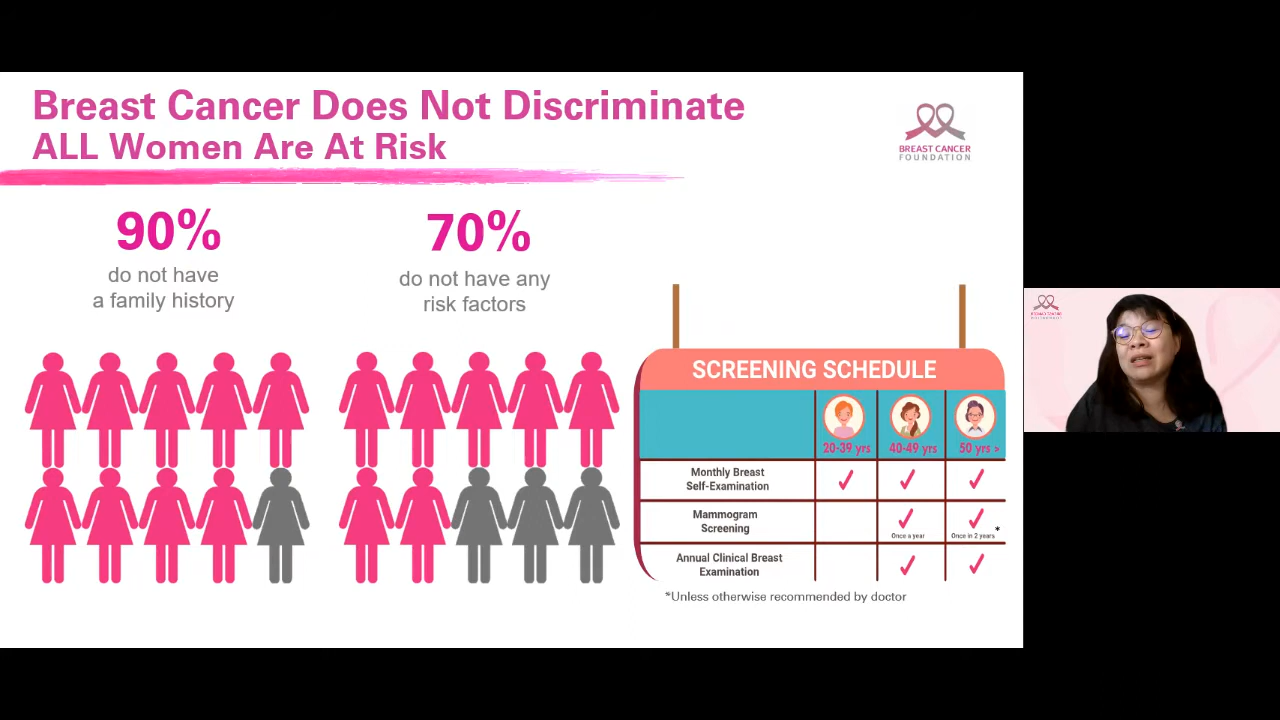 Breast Cancer Does Not Discriminate
ALL Women Are At Risk
BREAST CANCER
FOUNDATION
90%
do not have
a family history
70%
do not have any
risk factors
SCREENING SCHEDULE
20-39 yrs
40-49 yrs
50 yrs >
Monthly Breast
Self-Examination
Mammogram
Screening
Once a year
Once in 2 years
*
Annual Clinical Breast
Examination
*Unless otherwise recommended by doctor